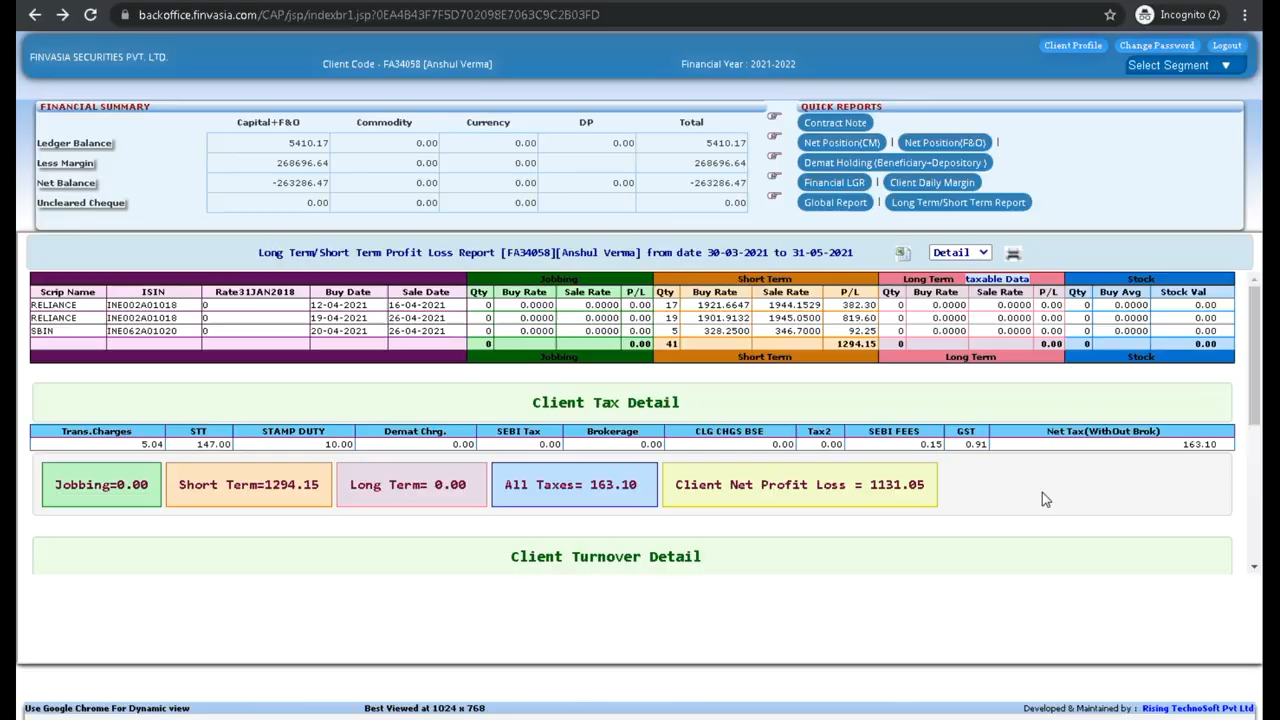 backoffice.finvasia.com/CAP/jsp/indexbr1.jsp?0EA4B43F7F5D702098E7063C9C2B03FD
Incognito (2)
Client Profile Change Password Logout
FINVASIA SECURITIES PVT. LTD.
Client Code - FA34058 [Anshul Verma] Financial Year : 2021-2022 Select Segment
FINANCIAL SUMMARY
Capital+F&O Commodity Currency DP Total
Ledger Balance 5410.17 0.00 0.00 0.00 5410.17
Less Margin 268696.64 0.00 0.00 268696.64
Net Balance -263286.47 0.00 0.00 0.00 -263286.47
Uncleared Cheque 0.00 0.00 0.00 0.00
QUICK REPORTS
Contract Note
Net Position(CM) | Net Position(F&O) |
Demat Holding (Beneficiary+Depository )
Financial LGR | Client Daily Margin
Global Report | Long Term/Short Term Report
Long Term/Short Term Profit Loss Report [FA34058][Anshul Verma] from date 30-03-2021 to 31-05-2021 Detail
Jobbing Short Term Long Term taxable Data Stock
Scrip Name ISIN Rate31JAN2018 Buy Date Sale Date Qty Buy Rate Sale Rate P/L Qty Buy Rate Sale Rate P/L Qty Buy Rate Sale Rate P/L Qty Buy Avg Stock Val
RELIANCE INE002A01018 0 12-04-2021 16-04-2021 0 0.0000 0.0000 0.00 17 1921.6647 1944.1529 382.30 0 0.0000 0.0000 0.00 0 0.0000 0.00
RELIANCE INE002A01018 0 19-04-2021 26-04-2021 0 0.0000 0.0000 0.00 19 1901.9132 1945.0500 819.60 0 0.0000 0.0000 0.00 0 0.0000 0.00
SBIN INE062A01020 0 20-04-2021 26-04-2021 0 0.0000 0.0000 0.00 5 328.2500 346.7000 92.25 0 0.0000 0.0000 0.00 0 0.0000 0.00
0 0.00 41 1294.15 0 0.00 0 0.00
Jobbing Short Term Long Term Stock
Client Tax Detail
Trans.Charges STT STAMP DUTY Demat Chrg. SEBI Tax Brokerage CLG CHGS BSE Tax2 SEBI FEES GST Net Tax(WithOut Brok)
5.04 147.00 10.00 0.00 0.00 0.00 0.00 0.00 0.15 0.91 163.10
Jobbing=0.00 Short Term=1294.15 Long Term= 0.00 All Taxes= 163.10 Client Net Profit Loss = 1131.05
Client Turnover Detail
Use Google Chrome For Dynamic view Best Viewed at 1024 x 768 Developed & Maintained by : Rising TechnoSoft Pvt Ltd